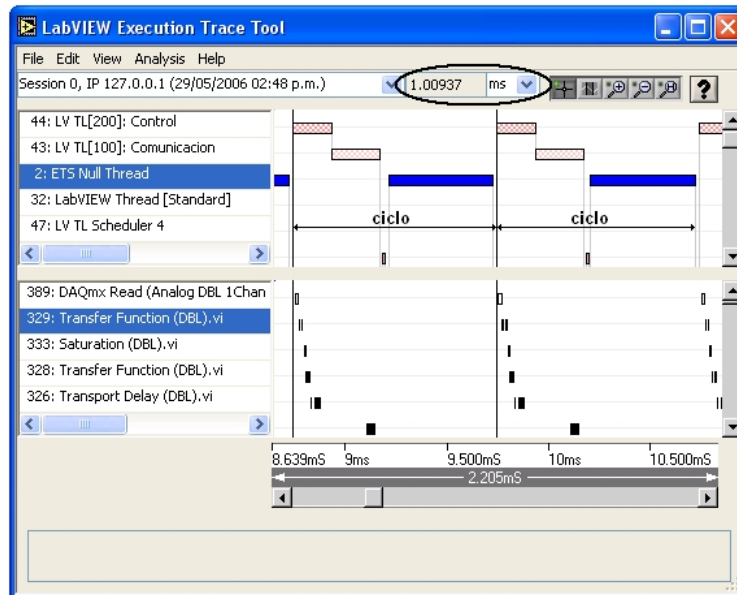 LabVIEW Execution Trace Tool
File Edit View Analysis Help
Session 0, IP 127.0.0.1 (29/05/2006 02:48 p.m.) 1.00937 ms ?
44: LV TL[200]: Control
43: LV TL[100]: Comunicacion
2: ETS Null Thread
32: LabVIEW Thread [Standard]
47: LV TL Scheduler 4
ciclo ciclo
389: DAQmx Read (Analog DBL 1Chan
329: Transfer Function (DBL).vi
333: Saturation (DBL).vi
328: Transfer Function (DBL).vi
326: Transport Delay (DBL).vi
8.639mS 9ms 9.500mS 10ms 10.500mS
2.205mS